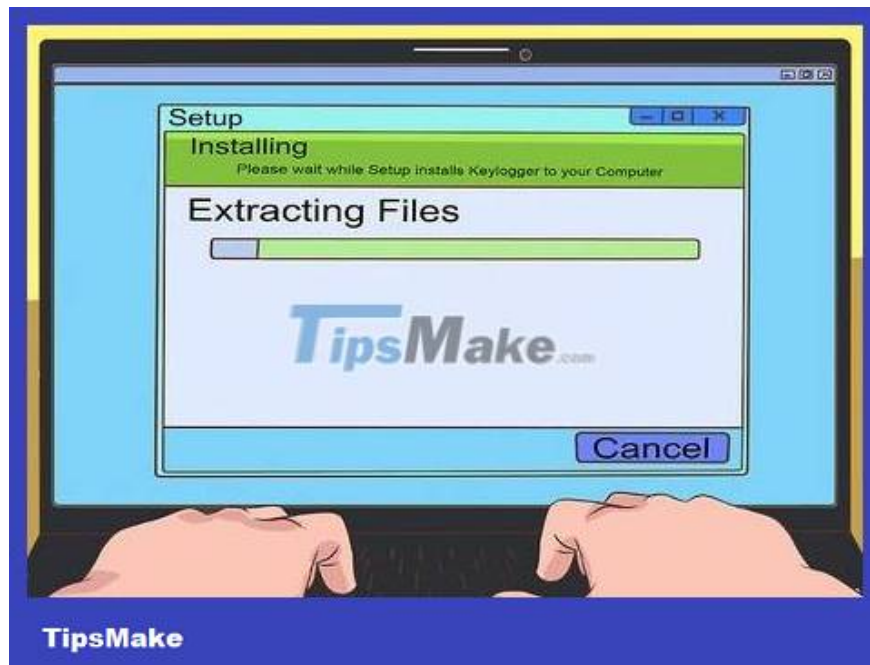 Setup
Installing
Please wait while Setup installs Keylogger to your Computer
Extracting Files
TipsMake.com
Cancel
TipsMake